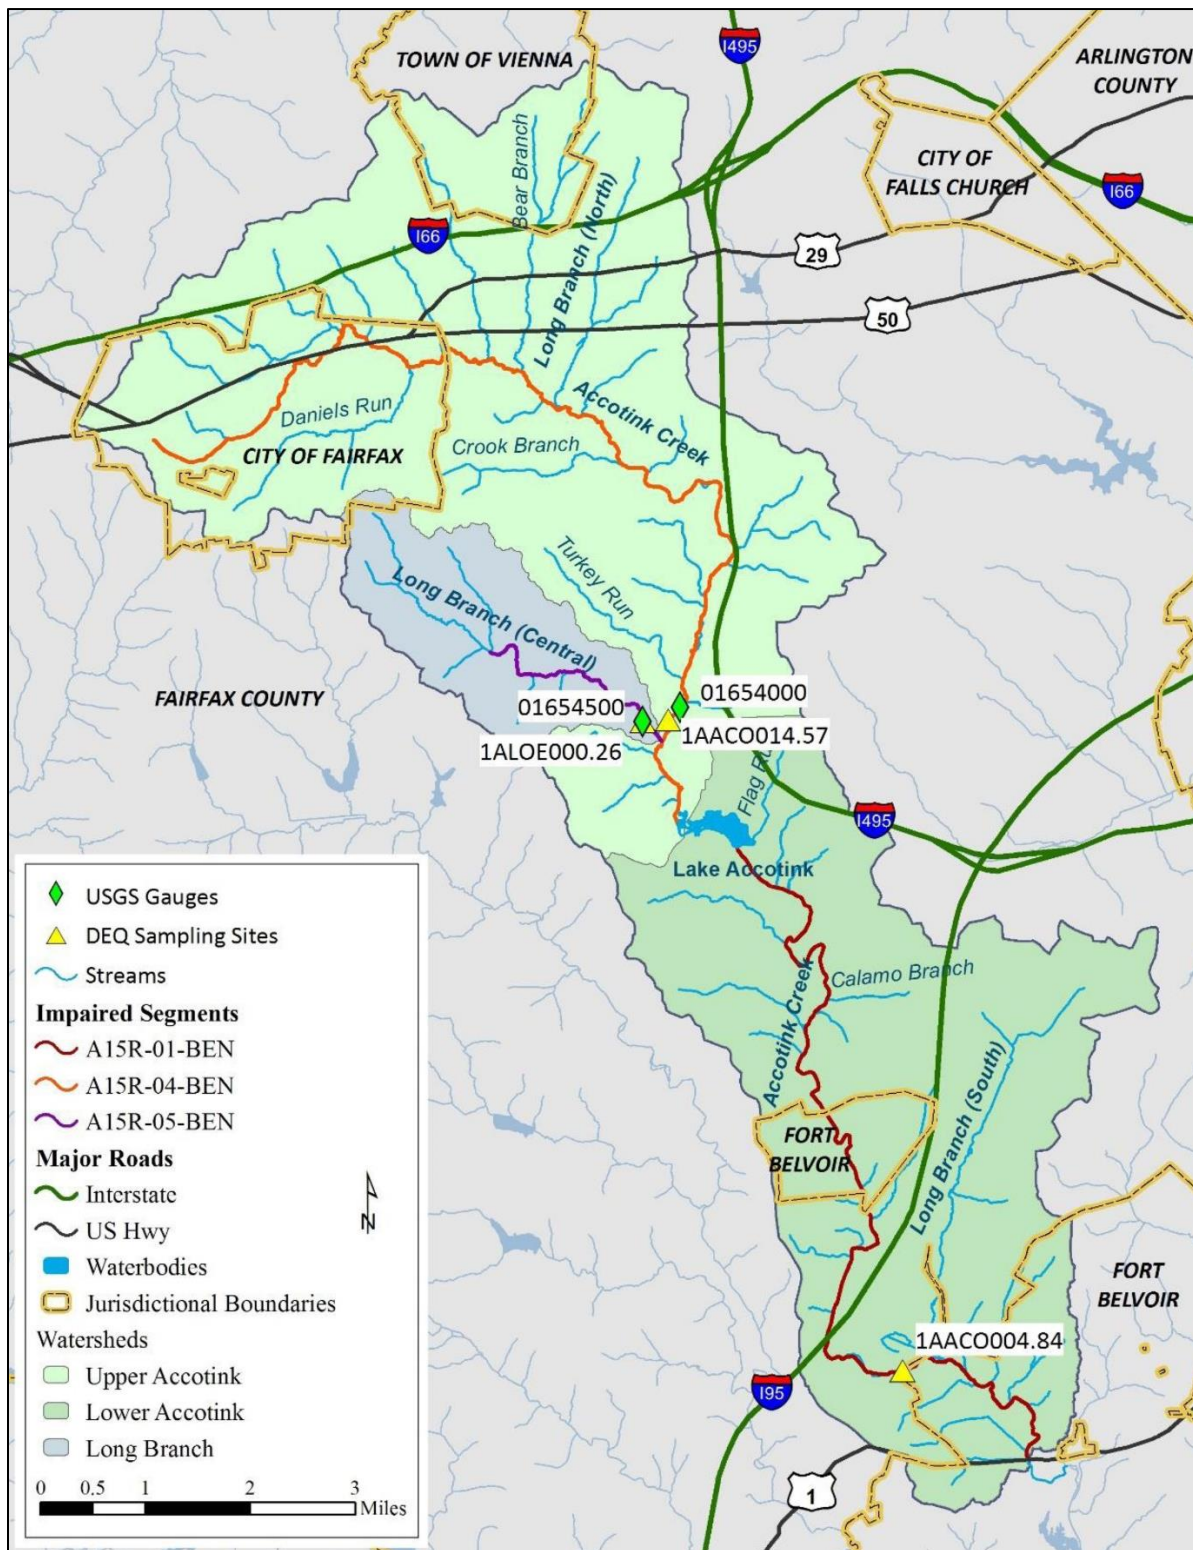 TOWN OF VIENNA
I495
ARLINGTON
COUNTY
CITY OF
FALLS CHURCH
I66
Bear Branch
I66
Long Branch (North)
29
50
Accotink Creek
Daniels Run
CITY OF FAIRFAX
Crook Branch
Turkey Run
Long Branch (Central)
FAIRFAX COUNTY
01654500
01654000
1ALOE000.26
1AACO014.57
Flag Ru
I495
Lake Accotink
Accotink Creek
Calamo Branch
Long Branch (South)
FORT
BELVOIR
FORT
BELVOIR
1AACO004.84
I95
1
USGS Gauges
DEQ Sampling Sites
Streams
Impaired Segments
A15R-01-BEN
A15R-04-BEN
A15R-05-BEN
Major Roads
Interstate
US Hwy
Waterbodies
Jurisdictional Boundaries
Watersheds
Upper Accotink
Lower Accotink
Long Branch
N
0 0.5 1 2 3
Miles